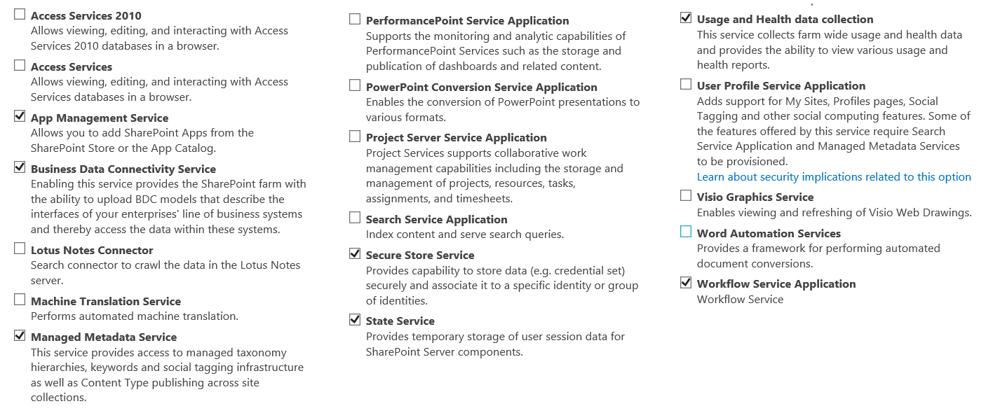 Access Services 2010
Allows viewing, editing, and interacting with Access
Services 2010 databases in a browser.
Access Services
Allows viewing, editing, and interacting with Access
Services databases in a browser.
App Management Service
Allows you to add SharePoint Apps from the
SharePoint Store or the App Catalog.
Business Data Connectivity Service
Enabling this service provides the SharePoint farm with
the ability to upload BDC models that describe the
interfaces of your enterprises' line of business systems
and thereby access the data within these systems.
Lotus Notes Connector
Search connector to crawl the data in the Lotus Notes
server.
Machine Translation Service
Performs automated machine translation.
Managed Metadata Service
This service provides access to managed taxonomy
hierarchies, keywords and social tagging infrastructure
as well as Content Type publishing across site
collections.
PerformancePoint Service Application
Supports the monitoring and analytic capabilities of
PerformancePoint Services such as the storage and
publication of dashboards and related content.
PowerPoint Conversion Service Application
Enables the conversion of PowerPoint presentations to
various formats.
Project Server Service Application
Project Services supports collaborative work
management capabilities including the storage and
management of projects, resources, tasks,
assignments, and timesheets.
Search Service Application
Index content and serve search queries.
Secure Store Service
Provides capability to store data (e.g. credential set)
securely and associate it to a specific identity or group
of identities.
State Service
Provides temporary storage of user session data for
SharePoint Server components.
Usage and Health data collection
This service collects farm wide usage and health data
and provides the ability to view various usage and
health reports.
User Profile Service Application
Adds support for My Sites, Profiles pages, Social
Tagging and other social computing features. Some of
the features offered by this service require Search
Service Application and Managed Metadata Services
to be provisioned.
Learn about security implications related to this option
Visio Graphics Service
Enables viewing and refreshing of Visio Web Drawings.
Word Automation Services
Provides a framework for performing automated
document conversions.
Workflow Service Application
Workflow Service